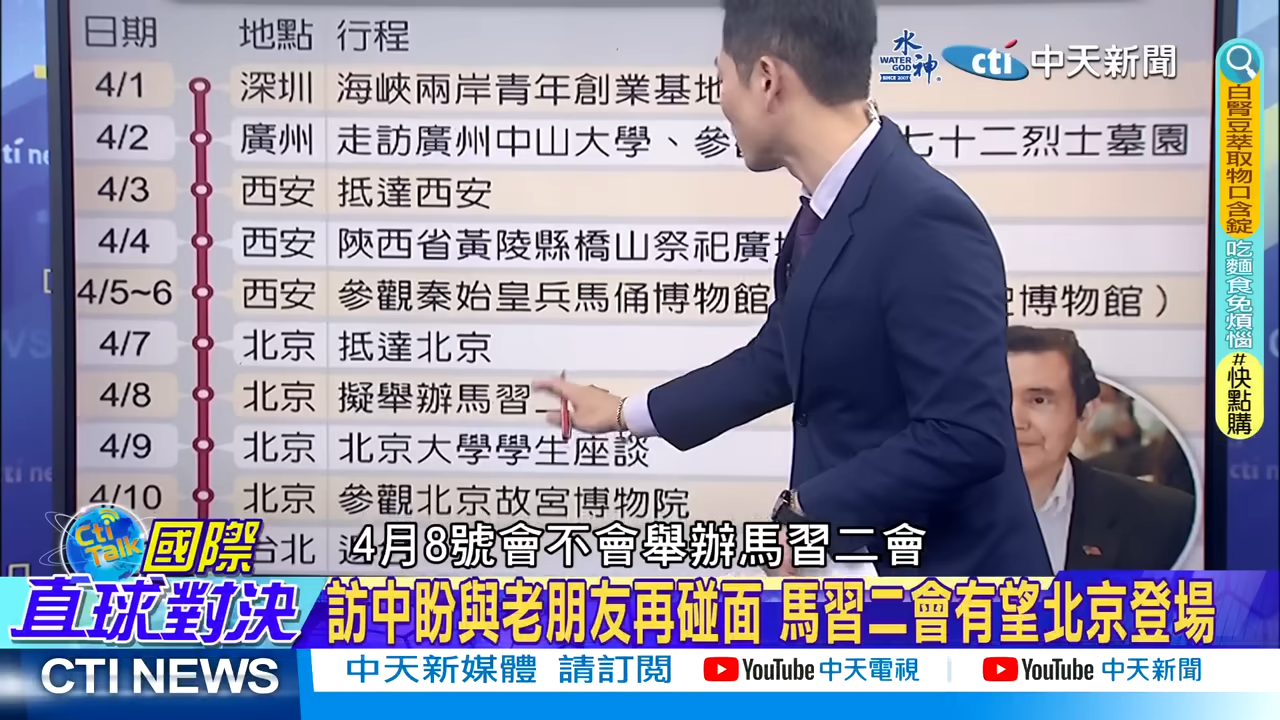 日期 地點 行程
4/1 深圳 海峽兩岸青年創業基地
4/2 廣州 走訪廣州中山大學、參 七十二烈士墓園
4/3 西安 抵達西安
4/4 西安 陝西省黃陵縣橋山祭祀廣場
4/5~6 西安 參觀秦始皇兵馬俑博物館 博物館）
4/7 北京 抵達北京
4/8 北京 擬舉辦馬習二
4/9 北京 北京大學學生座談
4/10 北京 參觀北京故宮博物院
台北
水神
WATER GOD
SINCE 2007
cti 中天新聞
白腎豆萃取物口含錠
吃麵食免煩惱
#快點購
4月8號會不會舉辦馬習二會
Cti Talk 國際
直球對決
訪中盼與老朋友再碰面 馬習二會有望北京登場
CTI NEWS
中天新媒體 請訂閱 YouTube 中天電視 YouTube 中天新聞